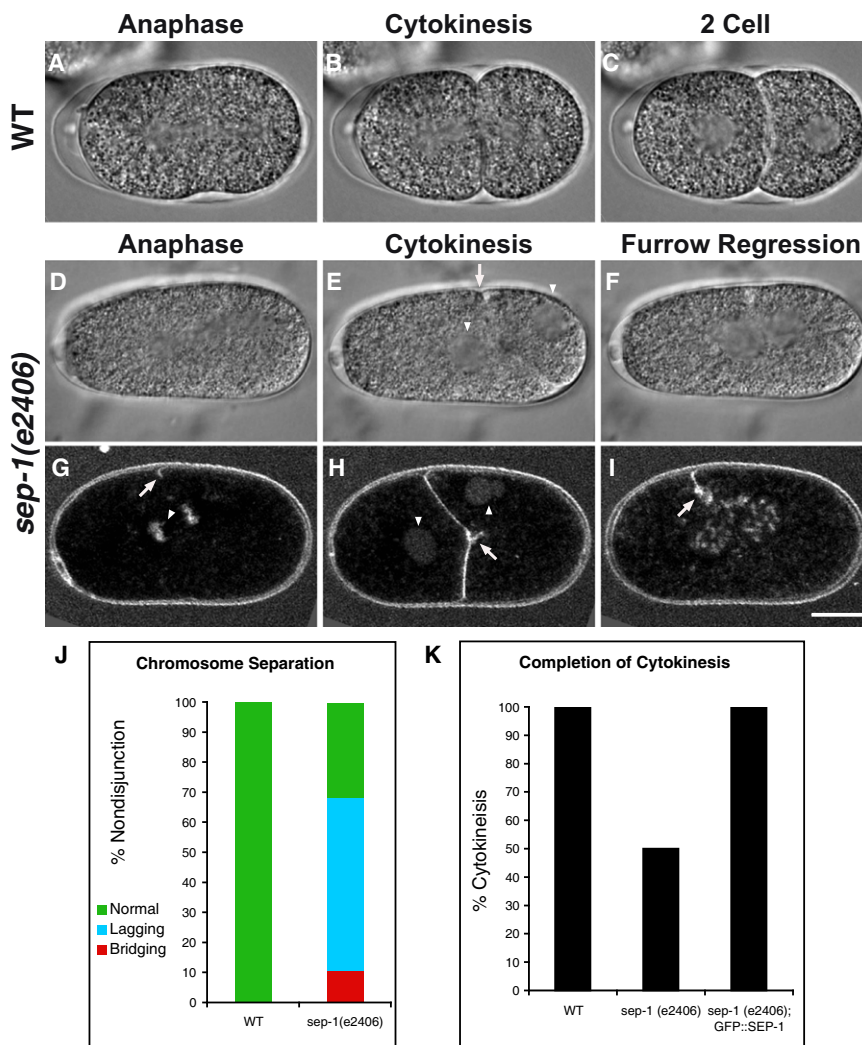 Anaphase Cytokinesis 2 Cell
WT
A B C
Anaphase Cytokinesis Furrow Regression
sep-1(e2406)
D E F
G H I
J
Chromosome Separation
% Nondisjunction
100
90
80
70
60
50
40
30
20
10
0
Normal
Lagging
Bridging
WT sep-1(e2406)
K
Completion of Cytokinesis
% Cytokineisis
100
90
80
70
60
50
40
30
20
10
0
WT sep-1 (e2406) sep-1 (e2406);
GFP::SEP-1